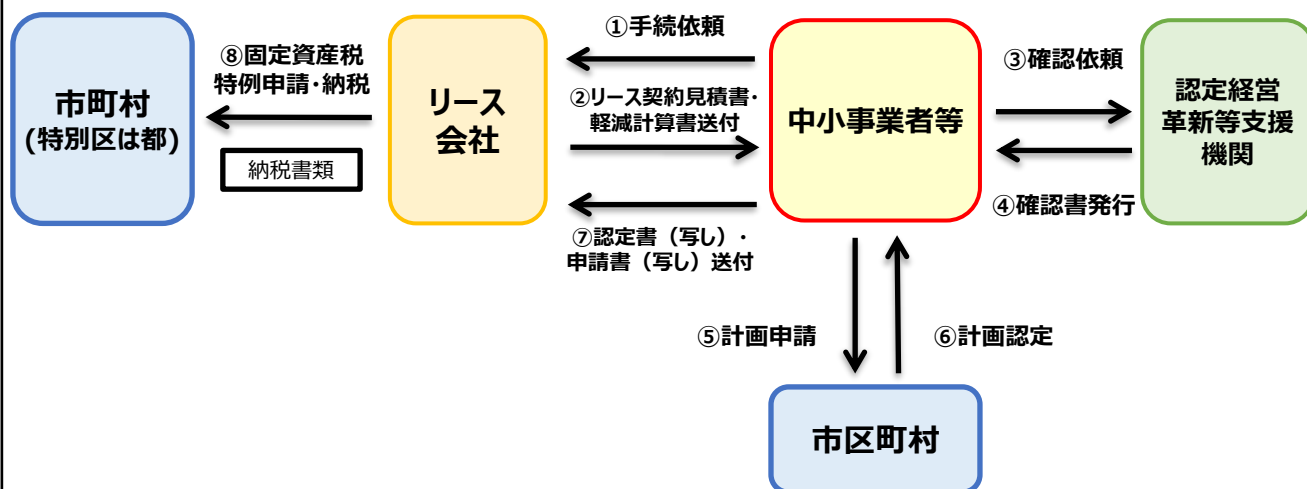 市町村
(特別区は都)
⑧固定資産税
特例申請・納税
納税書類
リース
会社
①手続依頼
②リース契約見積書・
軽減計算書送付
⑦認定書（写し）・
申請書（写し）送付
中小事業者等
③確認依頼
④確認書発行
認定経営
革新等支援
機関
⑤計画申請
⑥計画認定
市区町村